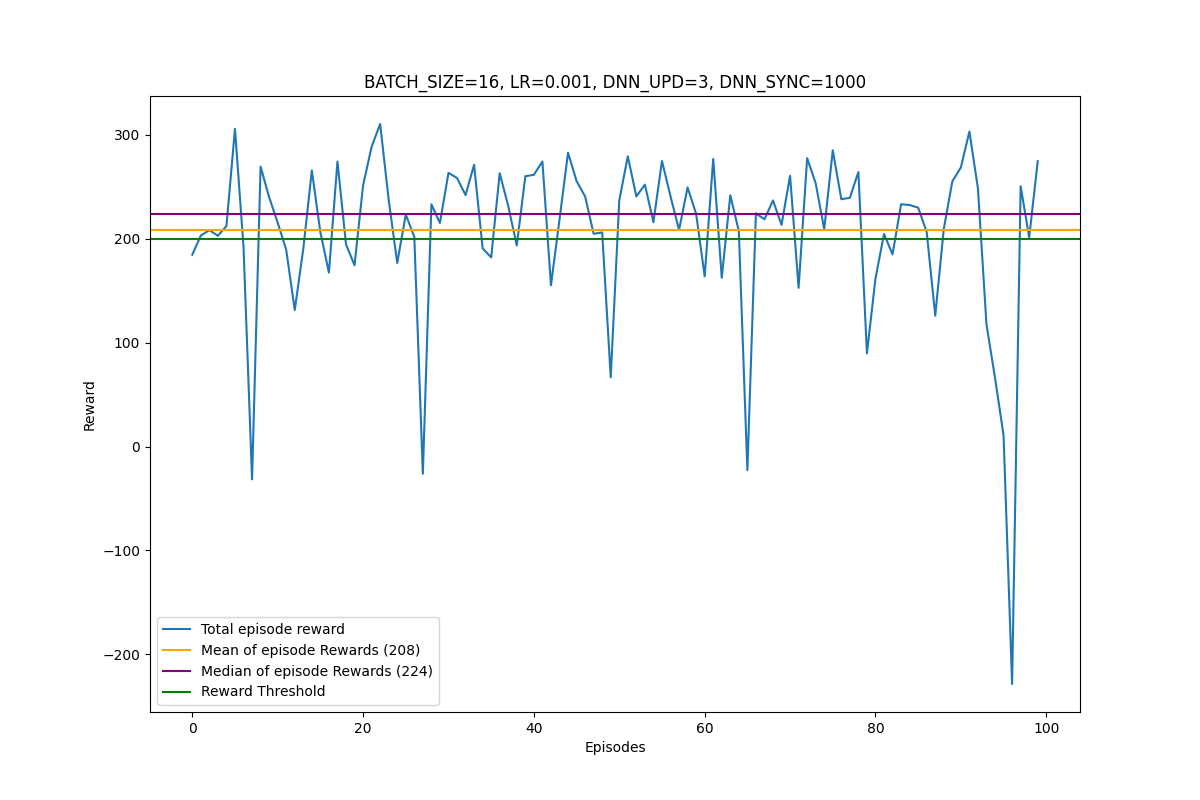 BATCH_SIZE=16, LR=0.001, DNN_UPD=3, DNN_SYNC=1000
300
200
100
0
−100
−200
Reward
Total episode reward
Mean of episode Rewards (208)
Median of episode Rewards (224)
Reward Threshold
0 20 40 60 80 100
Episodes